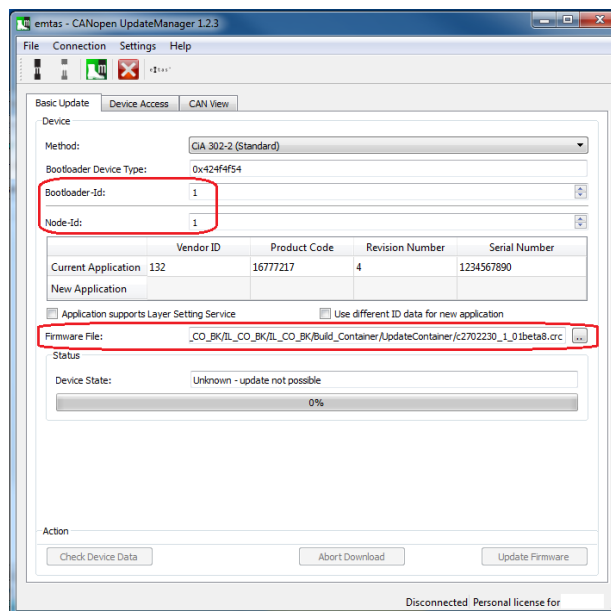 emtas - CANopen UpdateManager 1.2.3
File Connection Settings Help
Basic Update Device Access CAN View
Device
Method: CiA 302-2 (Standard)
Bootloader Device Type: 0x424f4f54
Bootloader-Id: 1
Node-Id: 1
Vendor ID Product Code Revision Number Serial Number
Current Application 132 16777217 4 1234567890
New Application
Application supports Layer Setting Service Use different ID data for new application
Firmware File: _CO_BK/IL_CO_BK/IL_CO_BK/Build_Container/UpdateContainer/c2702230_1_01beta8.crc ..
Status
Device State: Unknown - update not possible
0%
Action
Check Device Data Abort Download Update Firmware
Disconnected Personal license for